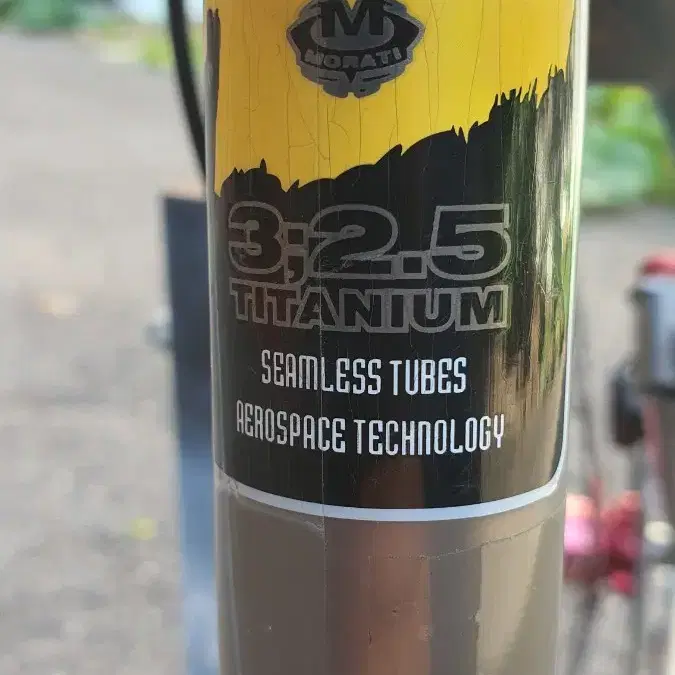 M
MORATI
3;2.5
TITANIUM
SEAMLESS TUBES
AEROSPACE TECHNOLOGY